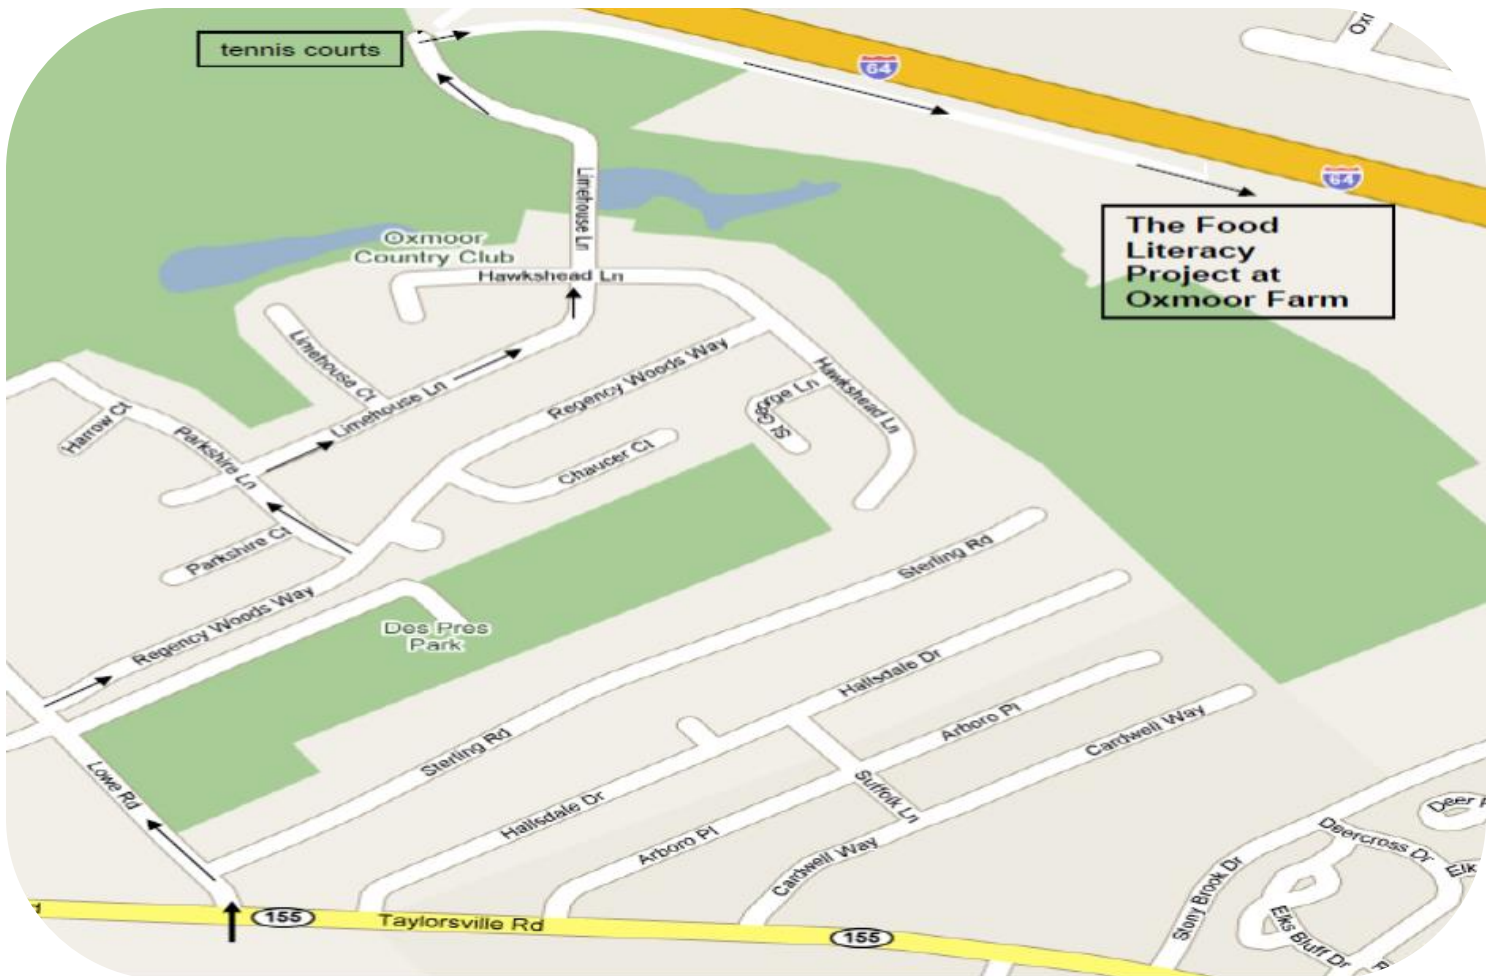 tennis courts
64
64
The Food
Literacy
Project at
Oxmoor Farm
Limehouse Ln
Oxmoor
Country Club
Hawkshead Ln
Limehouse Ct
Limehouse Ln
Regency Woods Way
Hawkshead Ln
St George Ln
Harrow Ct
Parkshire Ln
Chaucer Ct
Parkshire Ct
Sterling Rd
Regency Woods Way
Des Pres
Park
Hallsdale Dr
Arboro Pl
Cardwell Way
Sterling Rd
Lowe Rd
Suffolk Ln
Hallsdale Dr
Arboro Pl
Cardwell Way
Deer
Deercross Dr
Stony Brook Dr
Elk
Elks Bluff Dr
155
Taylorsville Rd
155